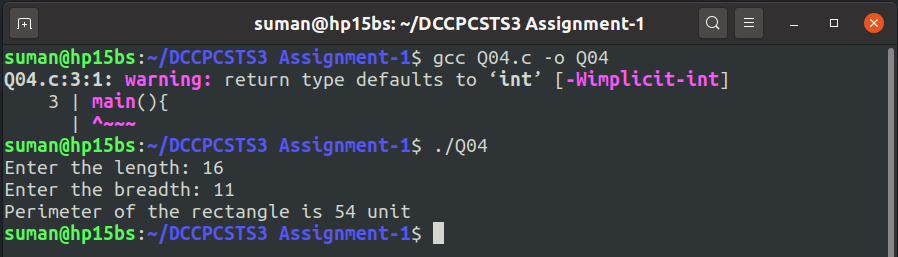 suman@hp15bs: ~/DCCPCSTS3 Assignment-1
suman@hp15bs:~/DCCPCSTS3 Assignment-1$ gcc Q04.c -o Q04
Q04.c:3:1: warning: return type defaults to ‘int’ [-Wimplicit-int]
    3 | main(){
      | ^~~~
suman@hp15bs:~/DCCPCSTS3 Assignment-1$ ./Q04
Enter the length: 16
Enter the breadth: 11
Perimeter of the rectangle is 54 unit
suman@hp15bs:~/DCCPCSTS3 Assignment-1$